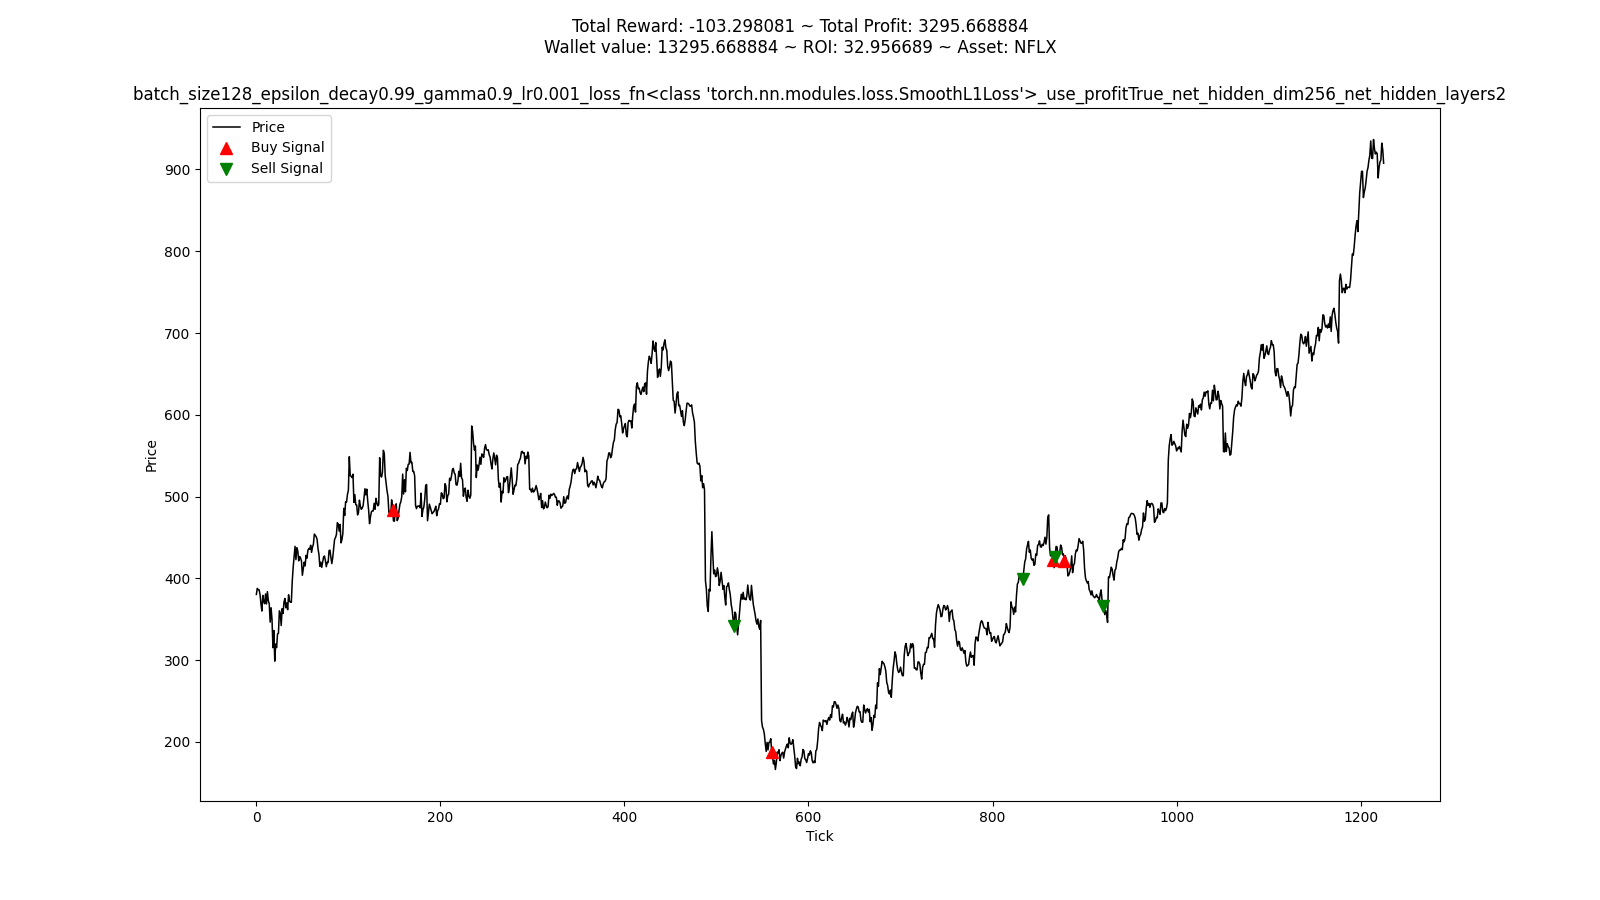 Total Reward: -103.298081 ~ Total Profit: 3295.668884
Wallet value: 13295.668884 ~ ROI: 32.956689 ~ Asset: NFLX
batch_size128_epsilon_decay0.99_gamma0.9_lr0.001_loss_fn<class 'torch.nn.modules.loss.SmoothL1Loss'>_use_profitTrue_net_hidden_dim256_net_hidden_layers2
Price
Buy Signal
Sell Signal
900
800
700
600
500
400
300
200
Price
0 200 400 600 800 1000 1200
Tick